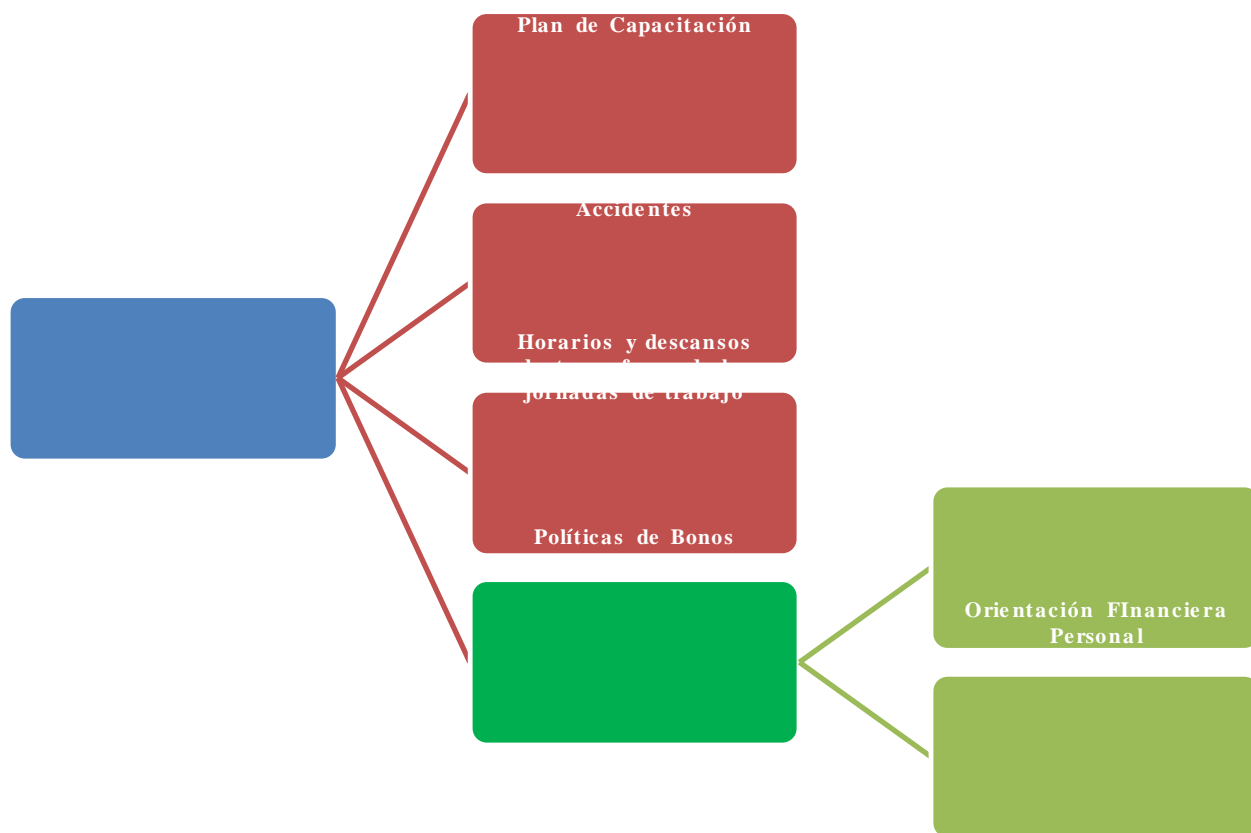 Plan de Capacitación
Accidentes
Horarios y descansos
jornadas de trabajo
Políticas de Bonos
Orientación FInanciera
Personal